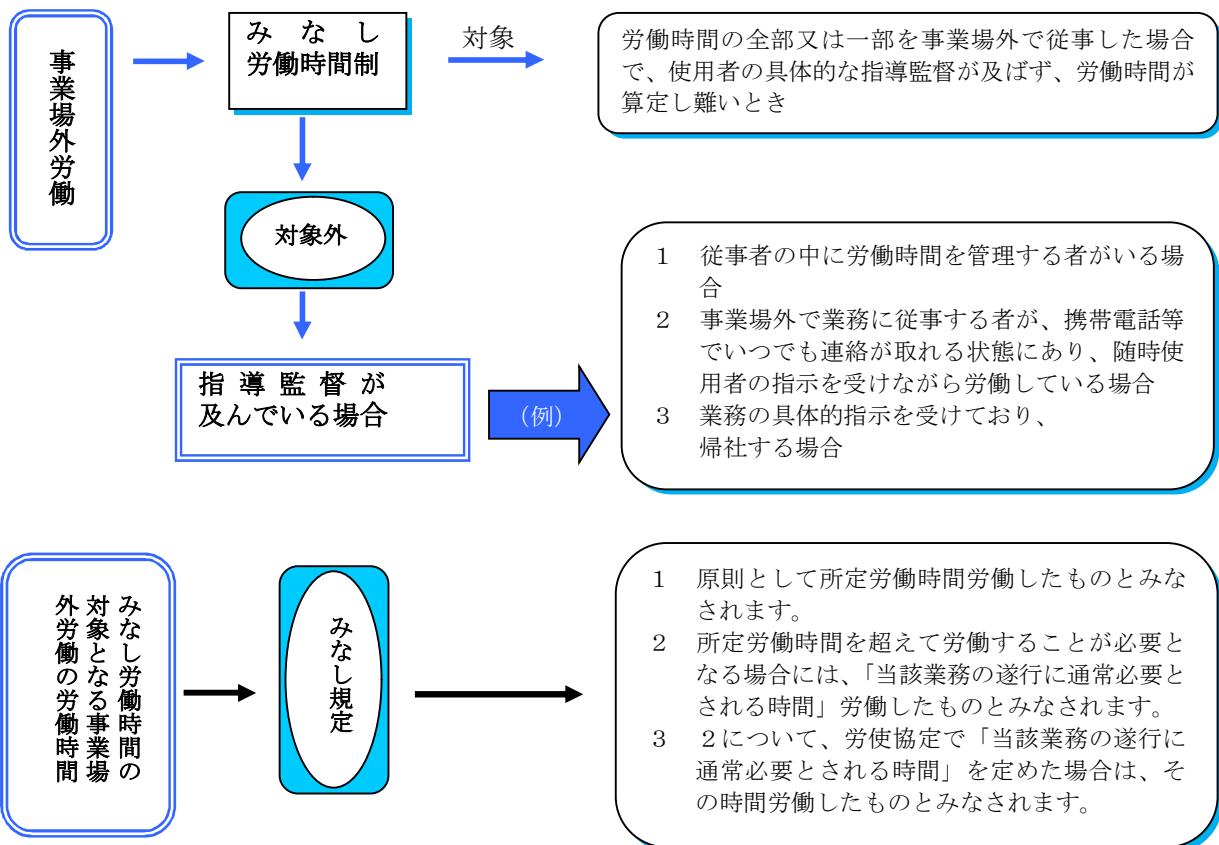 事業場外労働
みなし
労働時間制
対象
労働時間の全部又は一部を事業場外で従事した場合
で、使用者の具体的な指導監督が及ばず、労働時間が
算定し難いとき
対象外
指導監督が
及んでいる場合
(例)
1 従事者の中に労働時間を管理する者がいる場
合
2 事業場外で業務に従事する者が、携帯電話等
でいつでも連絡が取れる状態にあり、随時使
用者の指示を受けながら労働している場合
3 業務の具体的指示を受けており、
帰社する場合
みなし労働時間の
対象となる事業場
外労働の労働時間
みなし規定
1 原則として所定労働時間労働したものとみな
されます。
2 所定労働時間を超えて労働することが必要と
なる場合には、「当該業務の遂行に通常必要と
される時間」労働したものとみなされます。
3 2について、労使協定で「当該業務の遂行に
通常必要とされる時間」を定めた場合は、そ
の時間労働したものとみなされます。